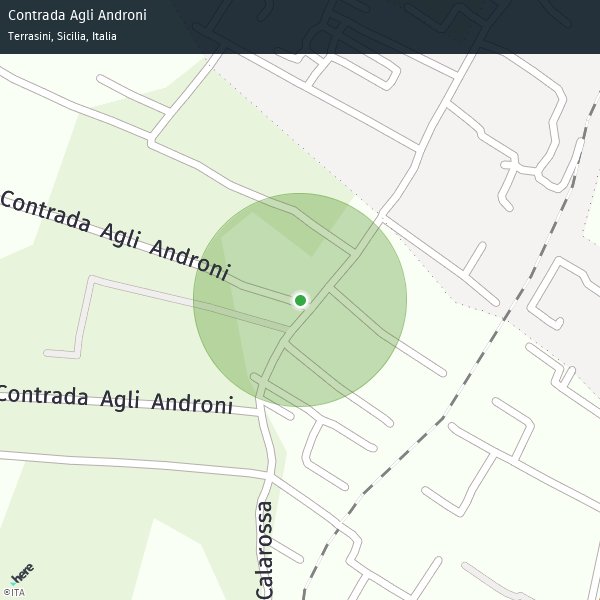 Contrada Agli Androni
Terrasini, Sicilia, Italia
Contrada Agli Androni
Contrada Agli Androni
Calarossa
here
©ITA